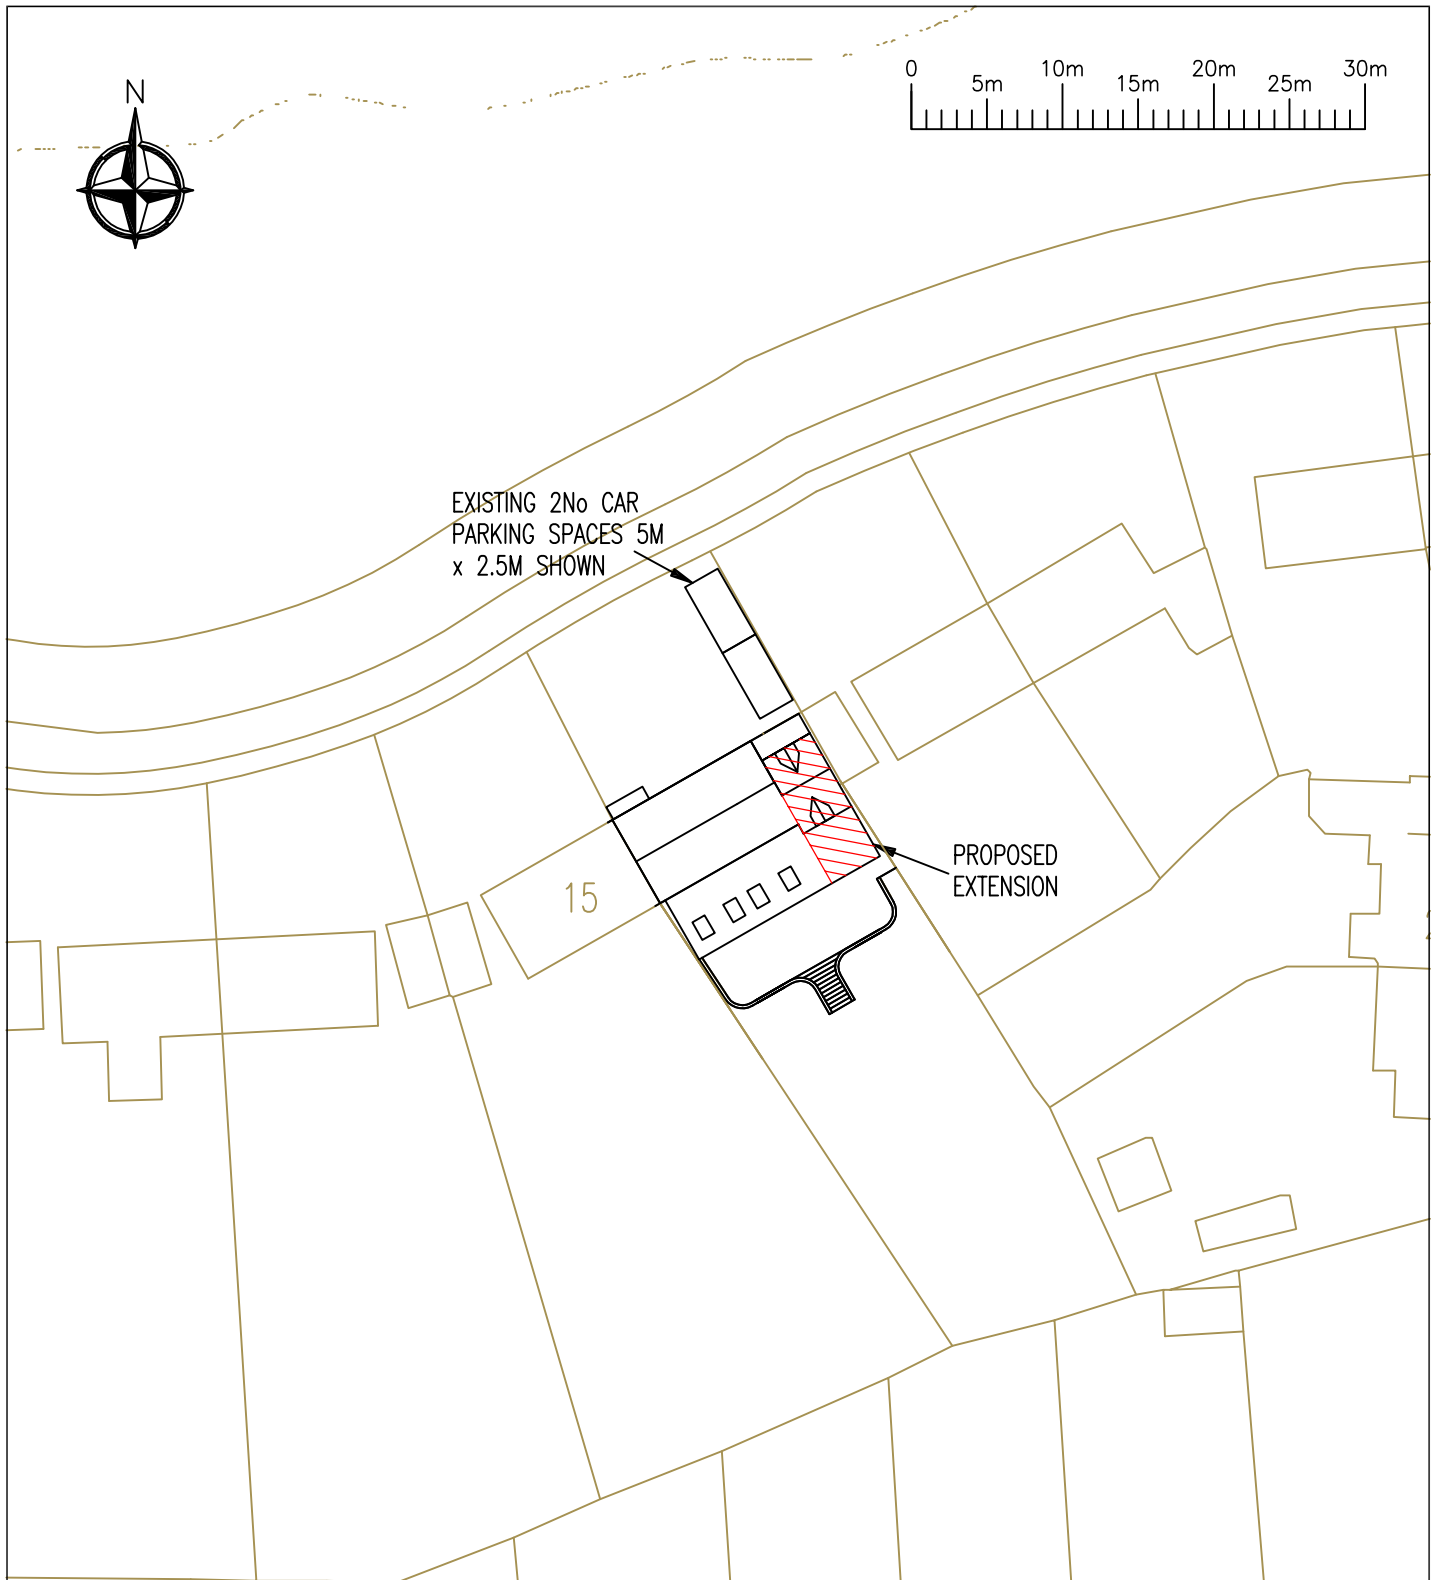 N
0 5m 10m 15m 20m 25m 30m
EXISTING 2No CAR
PARKING SPACES 5M
x 2.5M SHOWN
PROPOSED
EXTENSION
15